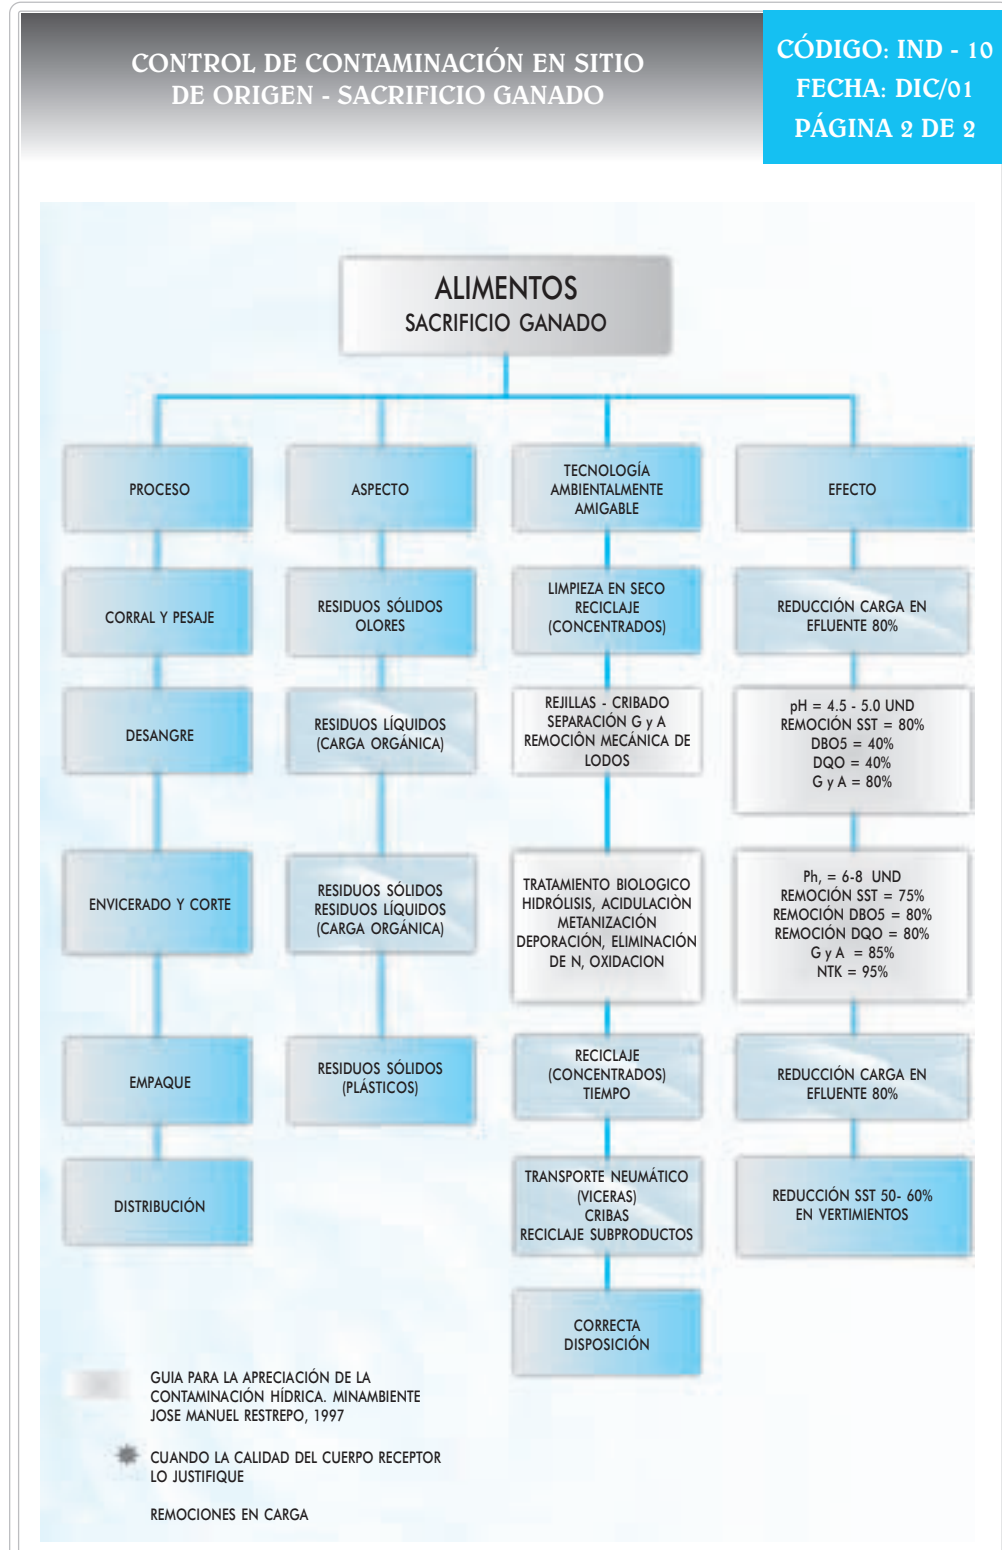 CONTROL DE CONTAMINACIÓN EN SITIO
DE ORIGEN - SACRIFICIO GANADO
CÓDIGO: IND - 10
FECHA: DIC/01
PÁGINA 2 DE 2
ALIMENTOS
SACRIFICIO GANADO
PROCESO
CORRAL Y PESAJE
DESANGRE
ENVICERADO Y CORTE
EMPAQUE
DISTRIBUCIÓN
ASPECTO
RESIDUOS SÓLIDOS
OLORES
RESIDUOS LÍQUIDOS
(CARGA ORGÁNICA)
RESIDUOS SÓLIDOS
RESIDUOS LÍQUIDOS
(CARGA ORGÁNICA)
RESIDUOS SÓLIDOS
(PLÁSTICOS)
TECNOLOGÍA
AMBIENTALMENTE
AMIGABLE
LIMPIEZA EN SECO
RECICLAJE
(CONCENTRADOS)
REJILLAS - CRIBADO
SEPARACIÓN G y A
REMOCIÔN MECÁNICA DE
LODOS
TRATAMIENTO BIOLOGICO
HIDRÓLISIS, ACIDULACIÒN
METANIZACIÓN
DEPORACIÓN, ELIMINACIÓN
DE N, OXIDACION
RECICLAJE
(CONCENTRADOS)
TIEMPO
TRANSPORTE NEUMÁTICO
(VICERAS)
CRIBAS
RECICLAJE SUBPRODUCTOS
CORRECTA
DISPOSICIÓN
EFECTO
REDUCCIÓN CARGA EN
EFLUENTE 80%
pH = 4.5 - 5.0 UND
REMOCIÓN SST = 80%
DBO5 = 40%
DQO = 40%
G y A = 80%
Ph, = 6-8 UND
REMOCIÓN SST = 75%
REMOCIÓN DBO5 = 80%
REMOCIÓN DQO = 80%
G y A = 85%
NTK = 95%
REDUCCIÓN CARGA EN
EFLUENTE 80%
REDUCCIÓN SST 50- 60%
EN VERTIMIENTOS
GUIA PARA LA APRECIACIÓN DE LA
CONTAMINACIÓN HÍDRICA. MINAMBIENTE
JOSE MANUEL RESTREPO, 1997
CUANDO LA CALIDAD DEL CUERPO RECEPTOR
LO JUSTIFIQUE
REMOCIONES EN CARGA